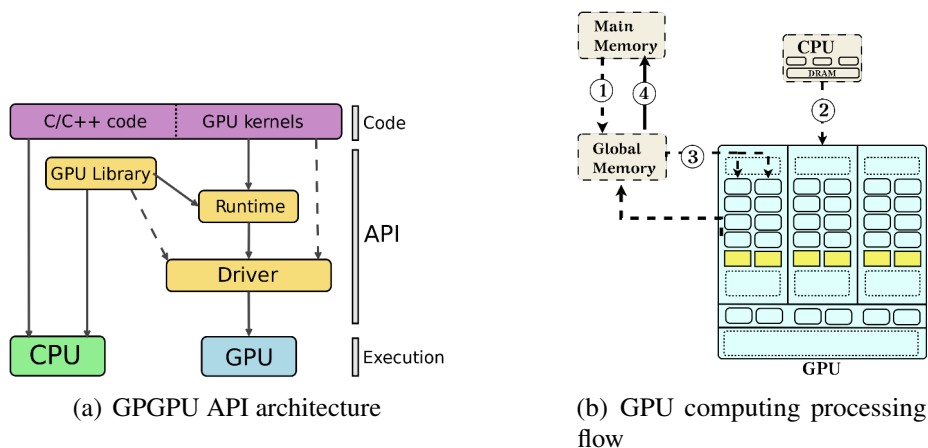 C/C++ code
GPU kernels
Code
GPU Library
Runtime
API
Driver
CPU
GPU
Execution
(a) GPGPU API architecture
Main
Memory
1
4
Global
Memory
3
CPU
DRAM
2
GPU
(b) GPU computing processing
flow